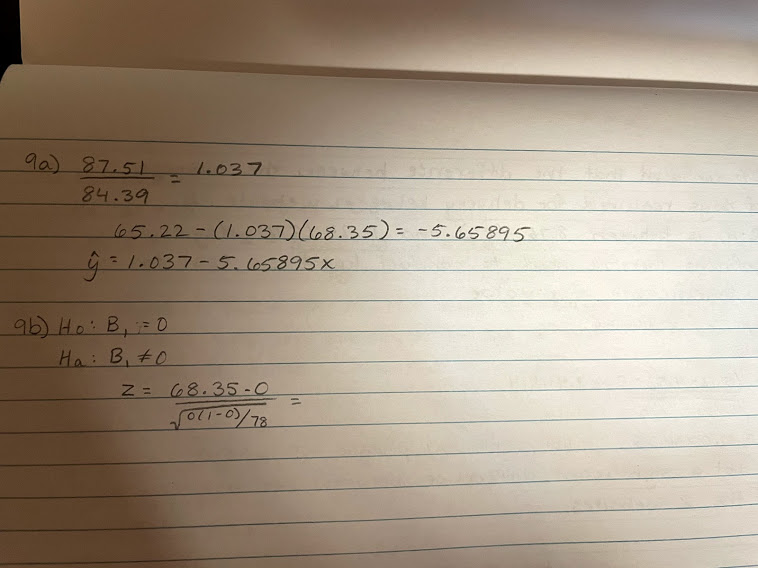 9a) 87.51 / 84.39 = 1.037
65.22 - (1.037)(68.35) = -5.65895
ŷ = 1.037 - 5.65895x
9b) Ho: B₁ = 0
Ha: B₁ ≠ 0
z = 68.35 - 0 / √0(1-0)/78 =